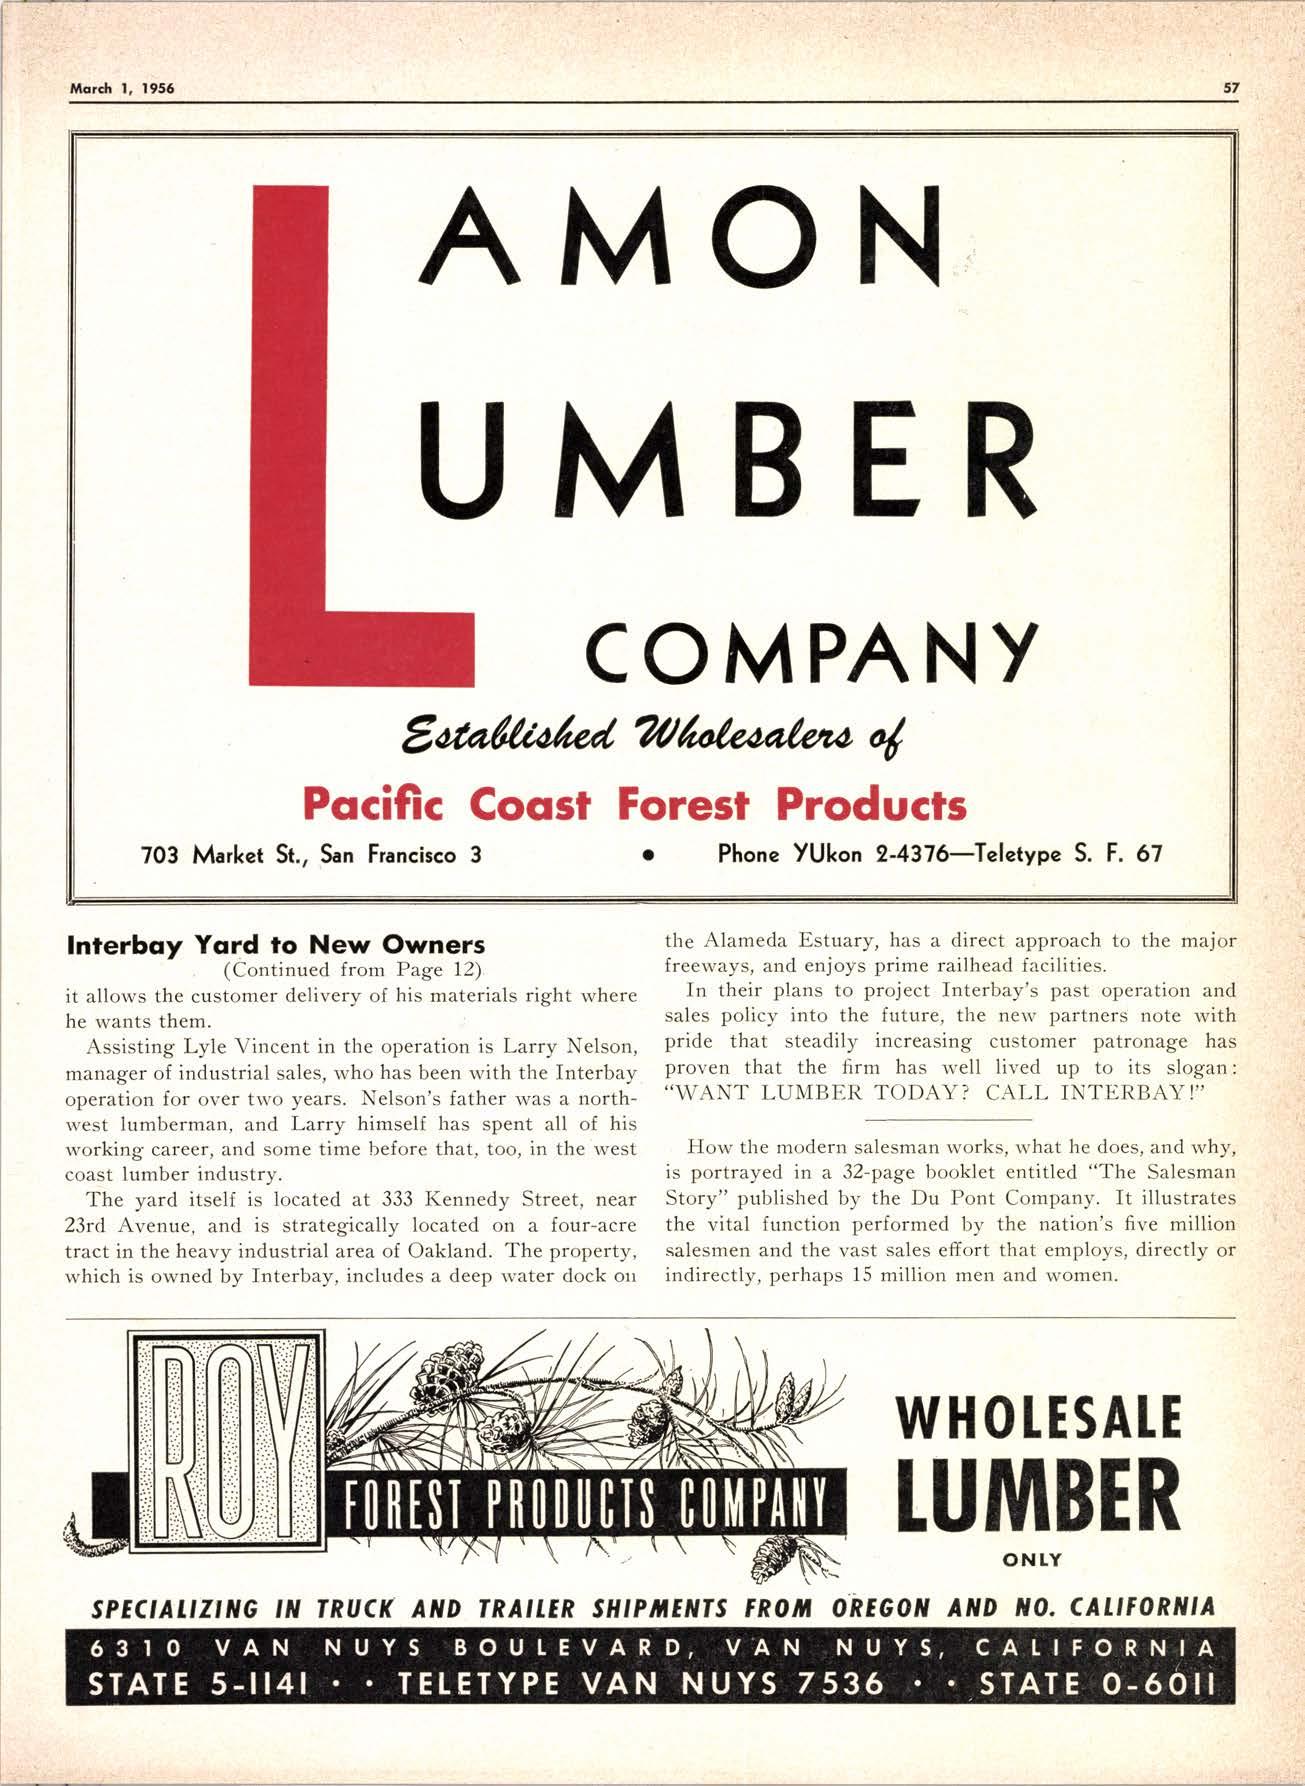 March 1, 1956 57
LAMON
LUMBER
COMPANY
Established Wholesalers of
Pacific Coast Forest Products
703 Market St., San Francisco 3 • Phone YUkon 2-4376—Teletype S. F. 67
Interbay Yard to New Owners
(Continued from Page 12)
it allows the customer delivery of his materials right where
he wants them.
Assisting Lyle Vincent in the operation is Larry Nelson,
manager of industrial sales, who has been with the Interbay
operation for over two years. Nelson's father was a north-
west lumberman, and Larry himself has spent all of his
working career, and some time before that, too, in the west
coast lumber industry.
The yard itself is located at 333 Kennedy Street, near
23rd Avenue, and is strategically located on a four-acre
tract in the heavy industrial area of Oakland. The property,
which is owned by Interbay, includes a deep water dock on
the Alameda Estuary, has a direct approach to the major
freeways, and enjoys prime railhead facilities.
In their plans to project Interbay's past operation and
sales policy into the future, the new partners note with
pride that steadily increasing customer patronage has
proven that the firm has well lived up to its slogan:
"WANT LUMBER TODAY? CALL INTERBAY!"
How the modern salesman works, what he does, and why,
is portrayed in a 32-page booklet entitled "The Salesman
Story" published by the Du Pont Company. It illustrates
the vital function performed by the nation's five million
salesmen and the vast sales effort that employs, directly or
indirectly, perhaps 15 million men and women.
ROY
FOREST PRODUCTS COMPANY
WHOLESALE
LUMBER
ONLY
SPECIALIZING IN TRUCK AND TRAILER SHIPMENTS FROM OREGON AND NO. CALIFORNIA
6310 VAN NUYS BOULEVARD, VAN NUYS, CALIFORNIA
STATE 5-1141 • • TELETYPE VAN NUYS 7536 • • STATE 0-6011